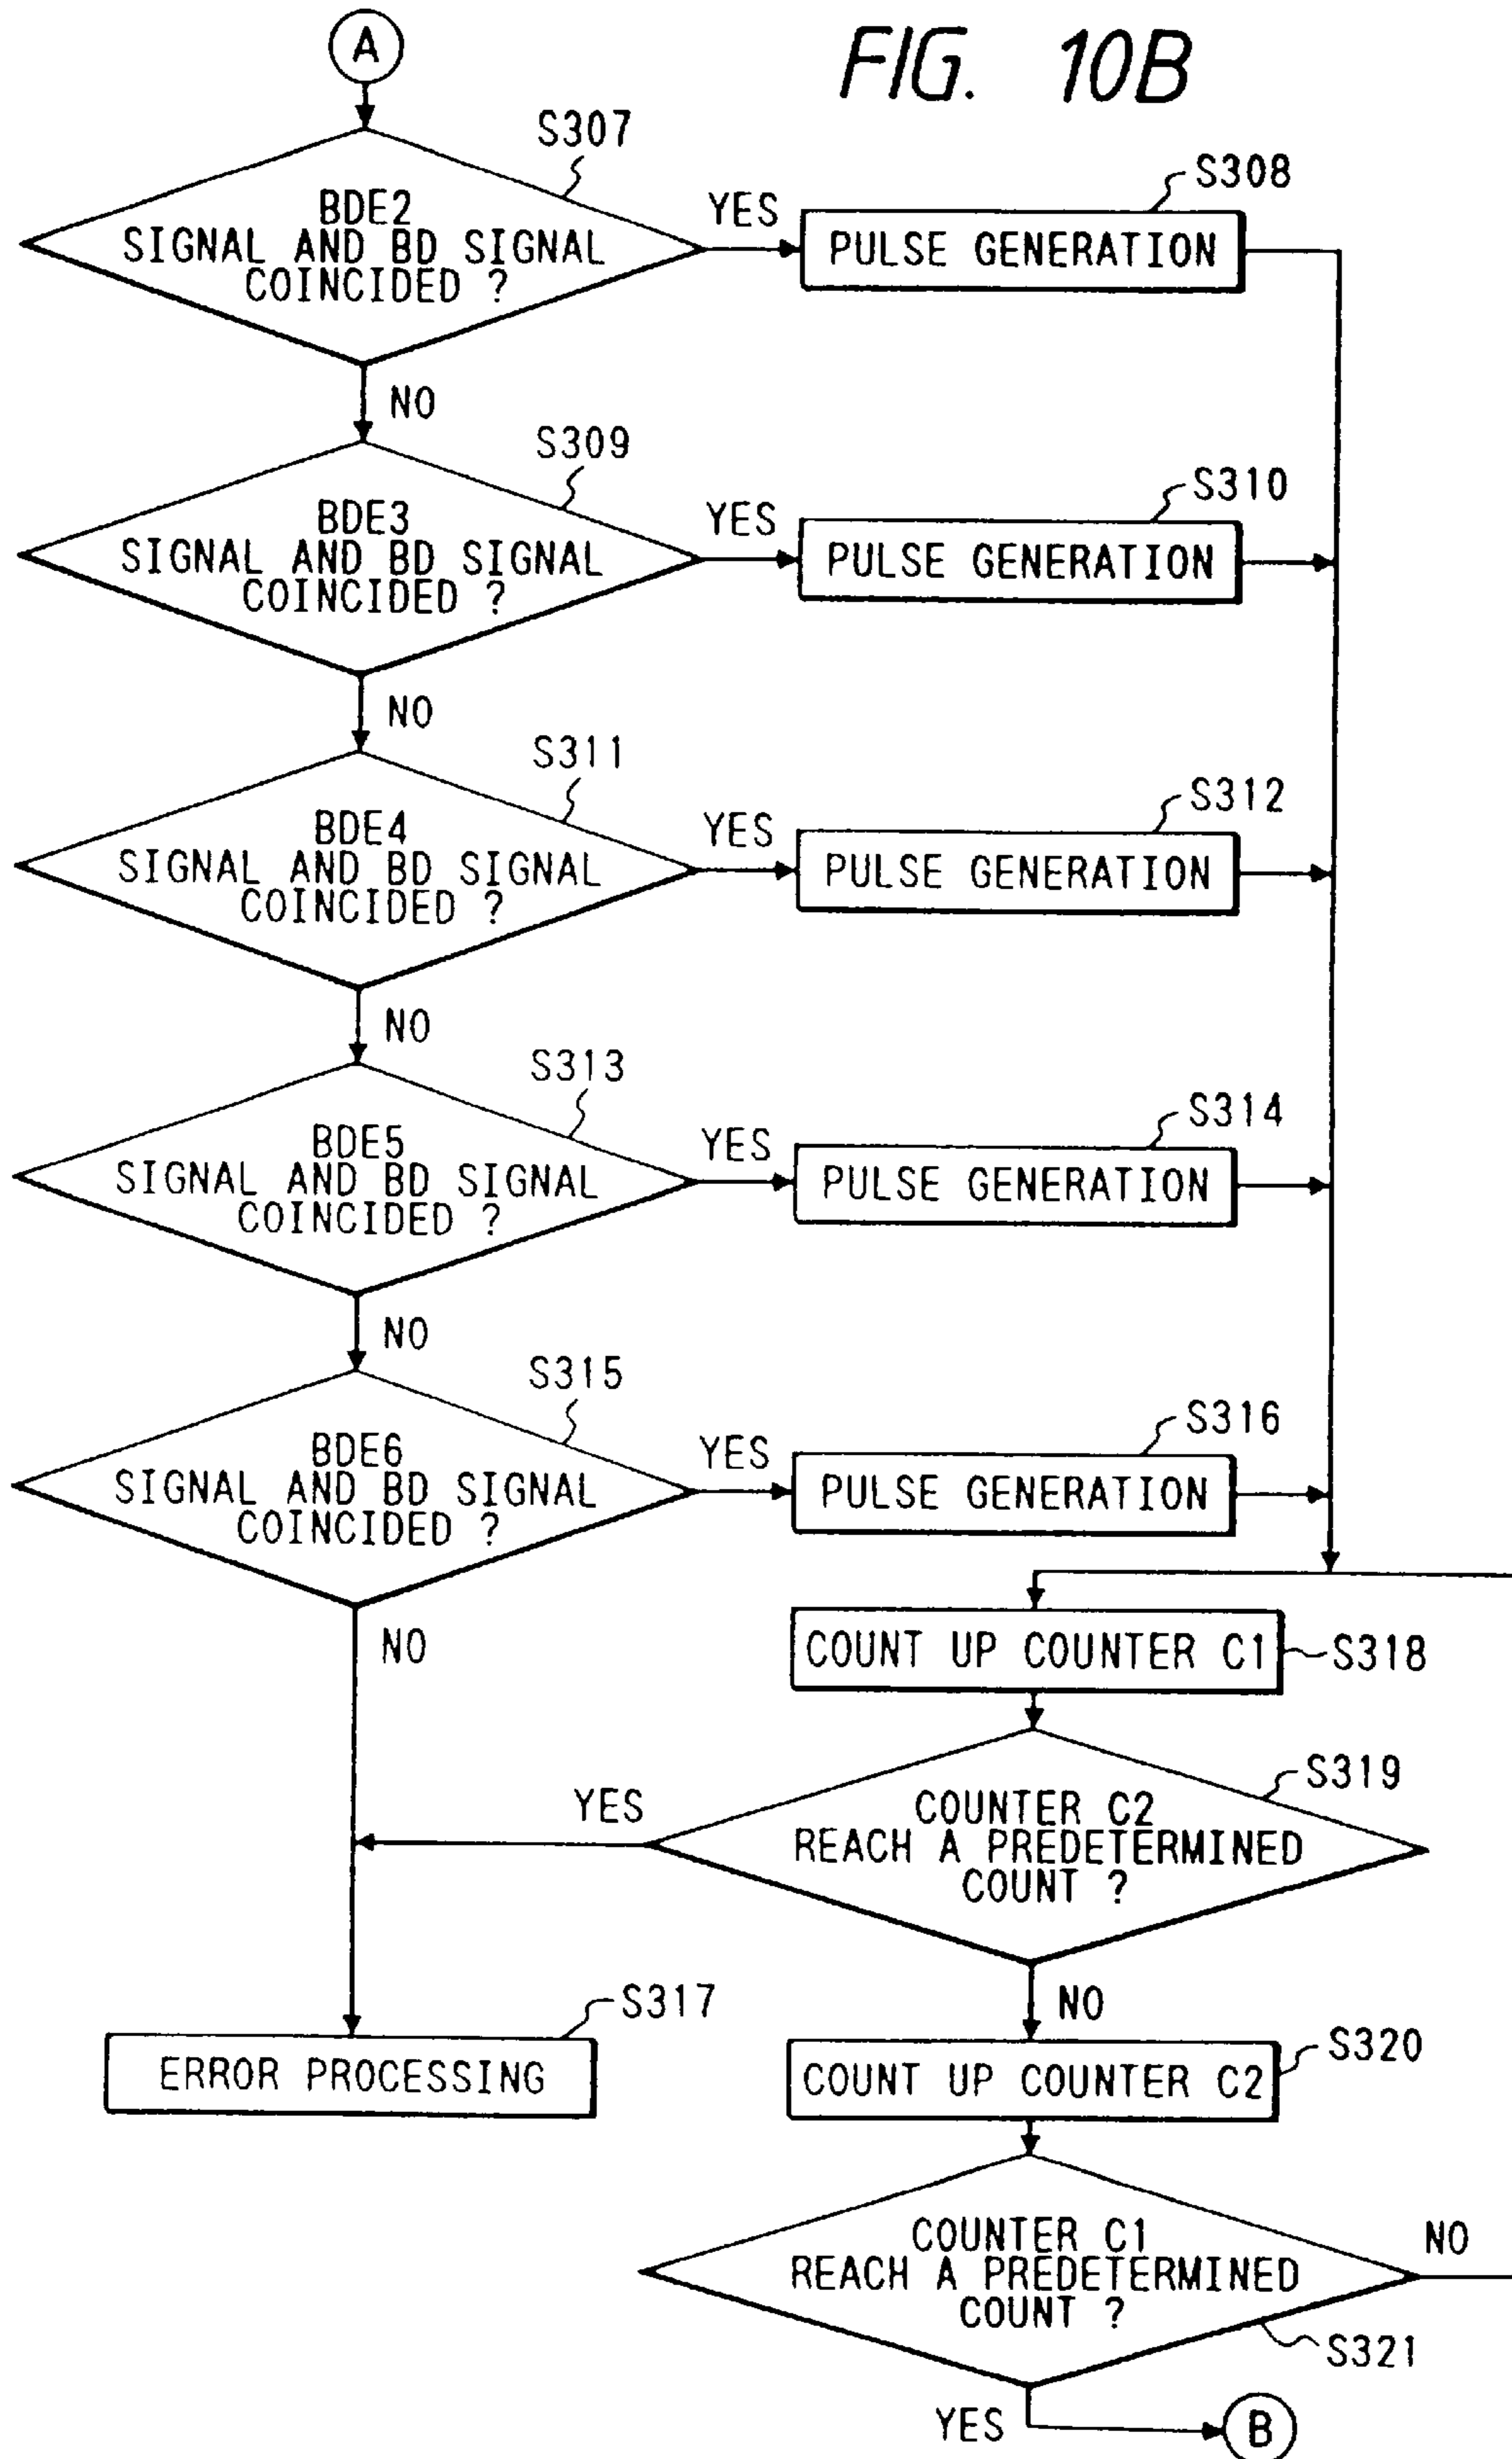 A
FIG. 10B
S307
BDE2
SIGNAL AND BD SIGNAL
COINCIDED ?
YES
S308
PULSE GENERATION
NO
S309
BDE3
SIGNAL AND BD SIGNAL
COINCIDED ?
YES
S310
PULSE GENERATION
NO
S311
BDE4
SIGNAL AND BD SIGNAL
COINCIDED ?
YES
S312
PULSE GENERATION
NO
S313
BDE5
SIGNAL AND BD SIGNAL
COINCIDED ?
YES
S314
PULSE GENERATION
NO
S315
BDE6
SIGNAL AND BD SIGNAL
COINCIDED ?
YES
S316
PULSE GENERATION
NO
COUNT UP COUNTER C1
S318
S319
COUNTER C2
REACH A PREDETERMINED
COUNT ?
YES
NO
S317
ERROR PROCESSING
S320
COUNT UP COUNTER C2
COUNTER C1
REACH A PREDETERMINED
COUNT ?
NO
S321
YES
B